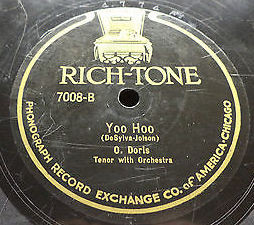 RICH-TONE
7008-B
Yoo Hoo
(DeSylva-Jolson)
O. Doris
Tenor with Orchestra
PHONOGRAPH RECORD EXCHANGE CO. of AMERICA-CHICAGO